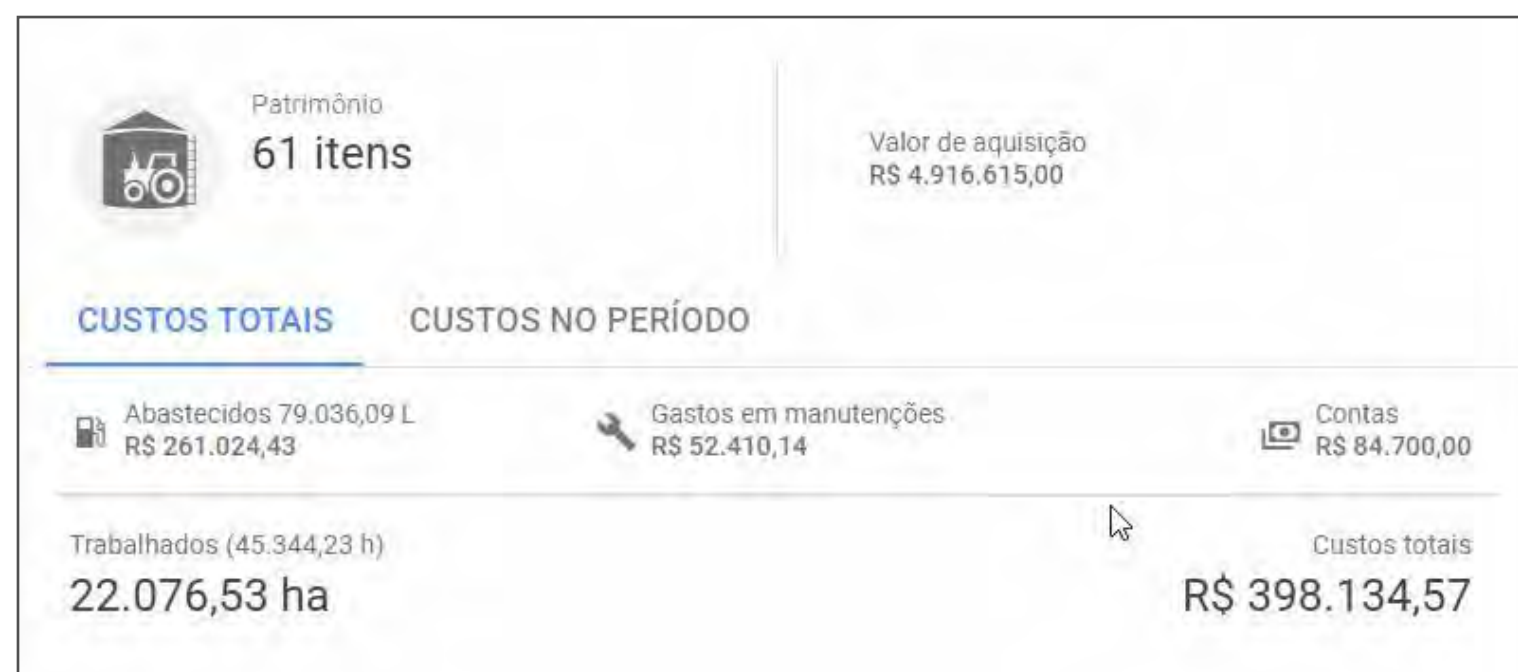 Patrimônio
61 itens
Valor de aquisição
R$ 4.916.615,00
CUSTOS TOTAIS
CUSTOS NO PERÍODO
Abastecidos 79.036,09 L
R$ 261.024,43
Gastos em manutenções
R$ 52.410,14
Contas
R$ 84.700,00
Trabalhados (45.344,23 h)
22.076,53 ha
Custos totais
R$ 398.134,57